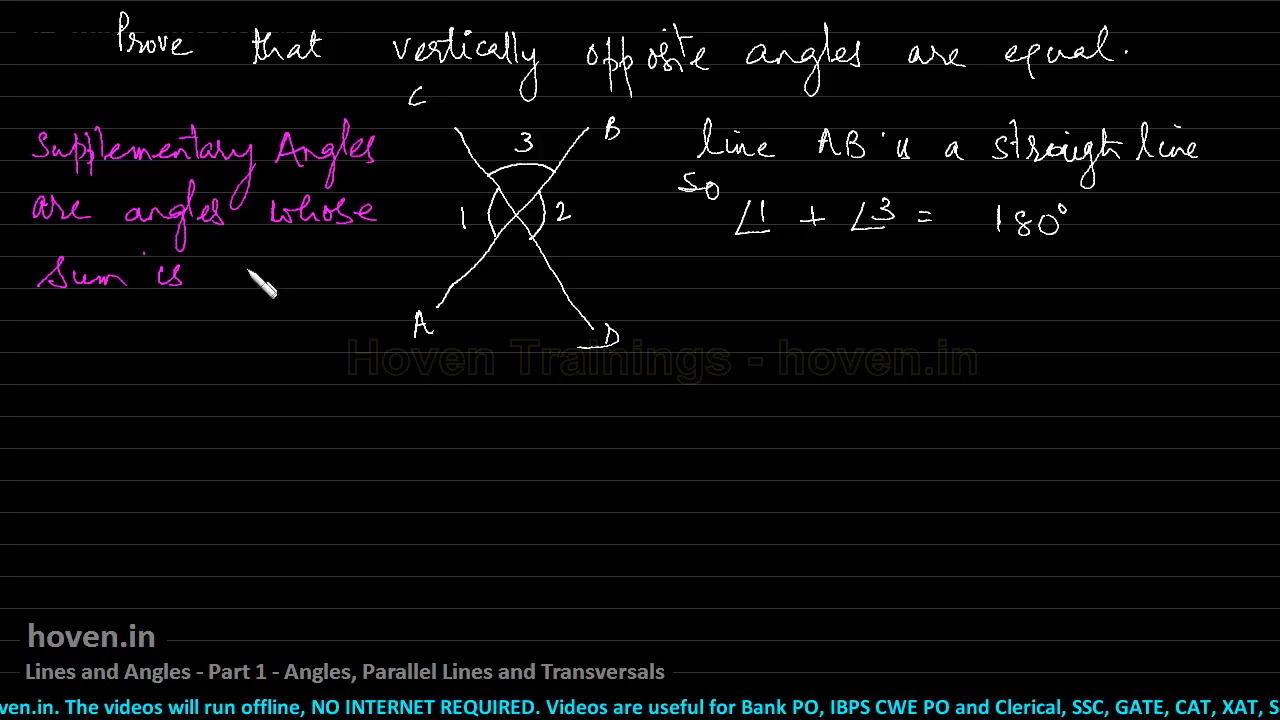 Prove that vertically opposite angles are equal.
C
B
3
1
2
A
D
Supplementary Angles
are angles whose
sum is
line AB is a straigh line
So
∠1 + ∠3 = 180°
Hoven Trainings - hoven.in
hoven.in
Lines and Angles - Part 1 - Angles, Parallel Lines and Transversals
ven.in. The videos will run offline, NO INTERNET REQUIRED. Videos are useful for Bank PO, IBPS CWE PO and Clerical, SSC, GATE, CAT, XAT, S